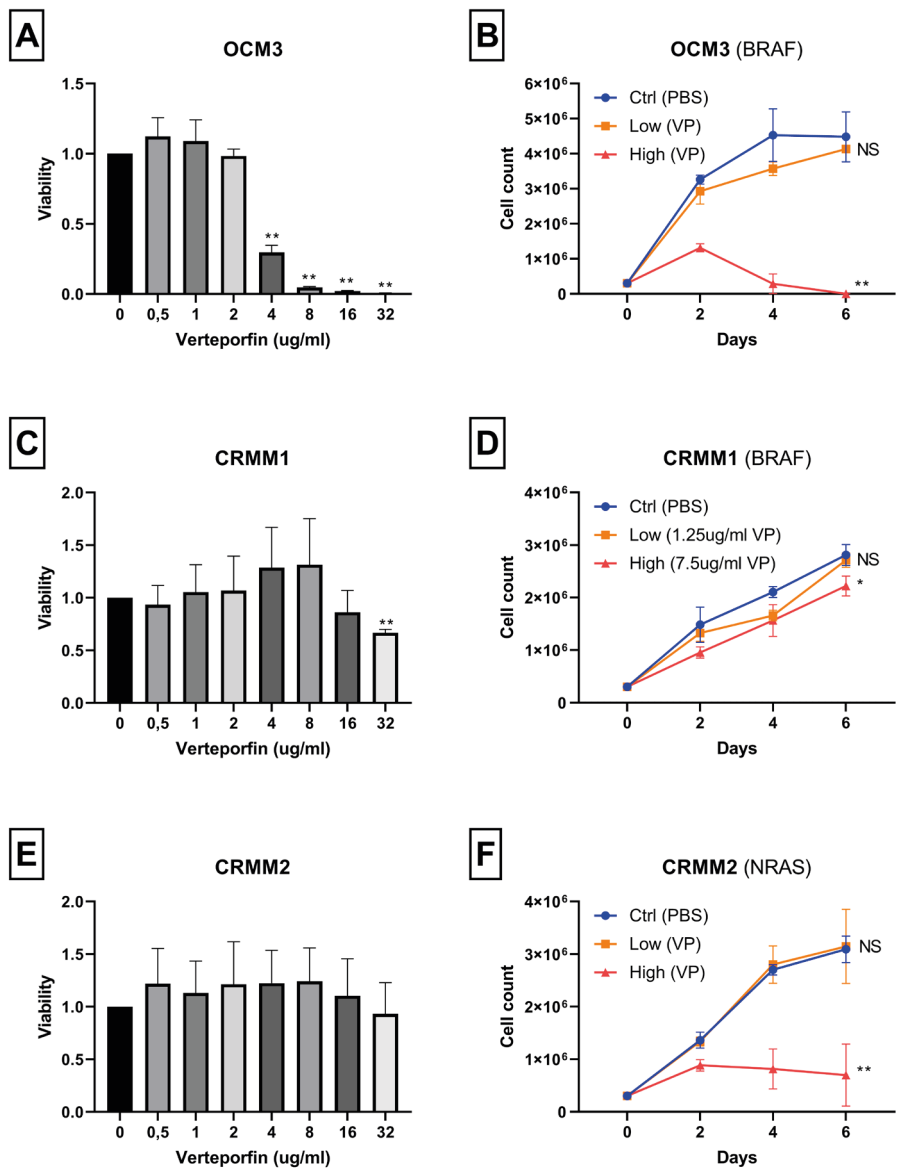 A
OCM3
Viability
1.5
1.0
0.5
0.0
** ** ** **
0 0,5 1 2 4 8 16 32
Verteporfin (ug/ml)
B
OCM3 (BRAF)
Cell count
6×10⁶
5×10⁶
4×10⁶
3×10⁶
2×10⁶
1×10⁶
0
Ctrl (PBS)
Low (VP)
High (VP)
NS
**
0 2 4 6
Days
C
CRMM1
Viability
2.0
1.5
1.0
0.5
0.0
**
0 0,5 1 2 4 8 16 32
Verteporfin (ug/ml)
D
CRMM1 (BRAF)
Cell count
4×10⁶
3×10⁶
2×10⁶
1×10⁶
0
Ctrl (PBS)
Low (1.25ug/ml VP)
High (7.5ug/ml VP)
NS
*
0 2 4 6
Days
E
CRMM2
Viability
2.0
1.5
1.0
0.5
0.0
0 0,5 1 2 4 8 16 32
Verteporfin (ug/ml)
F
CRMM2 (NRAS)
Cell count
4×10⁶
3×10⁶
2×10⁶
1×10⁶
0
Ctrl (PBS)
Low (VP)
High (VP)
NS
**
0 2 4 6
Days